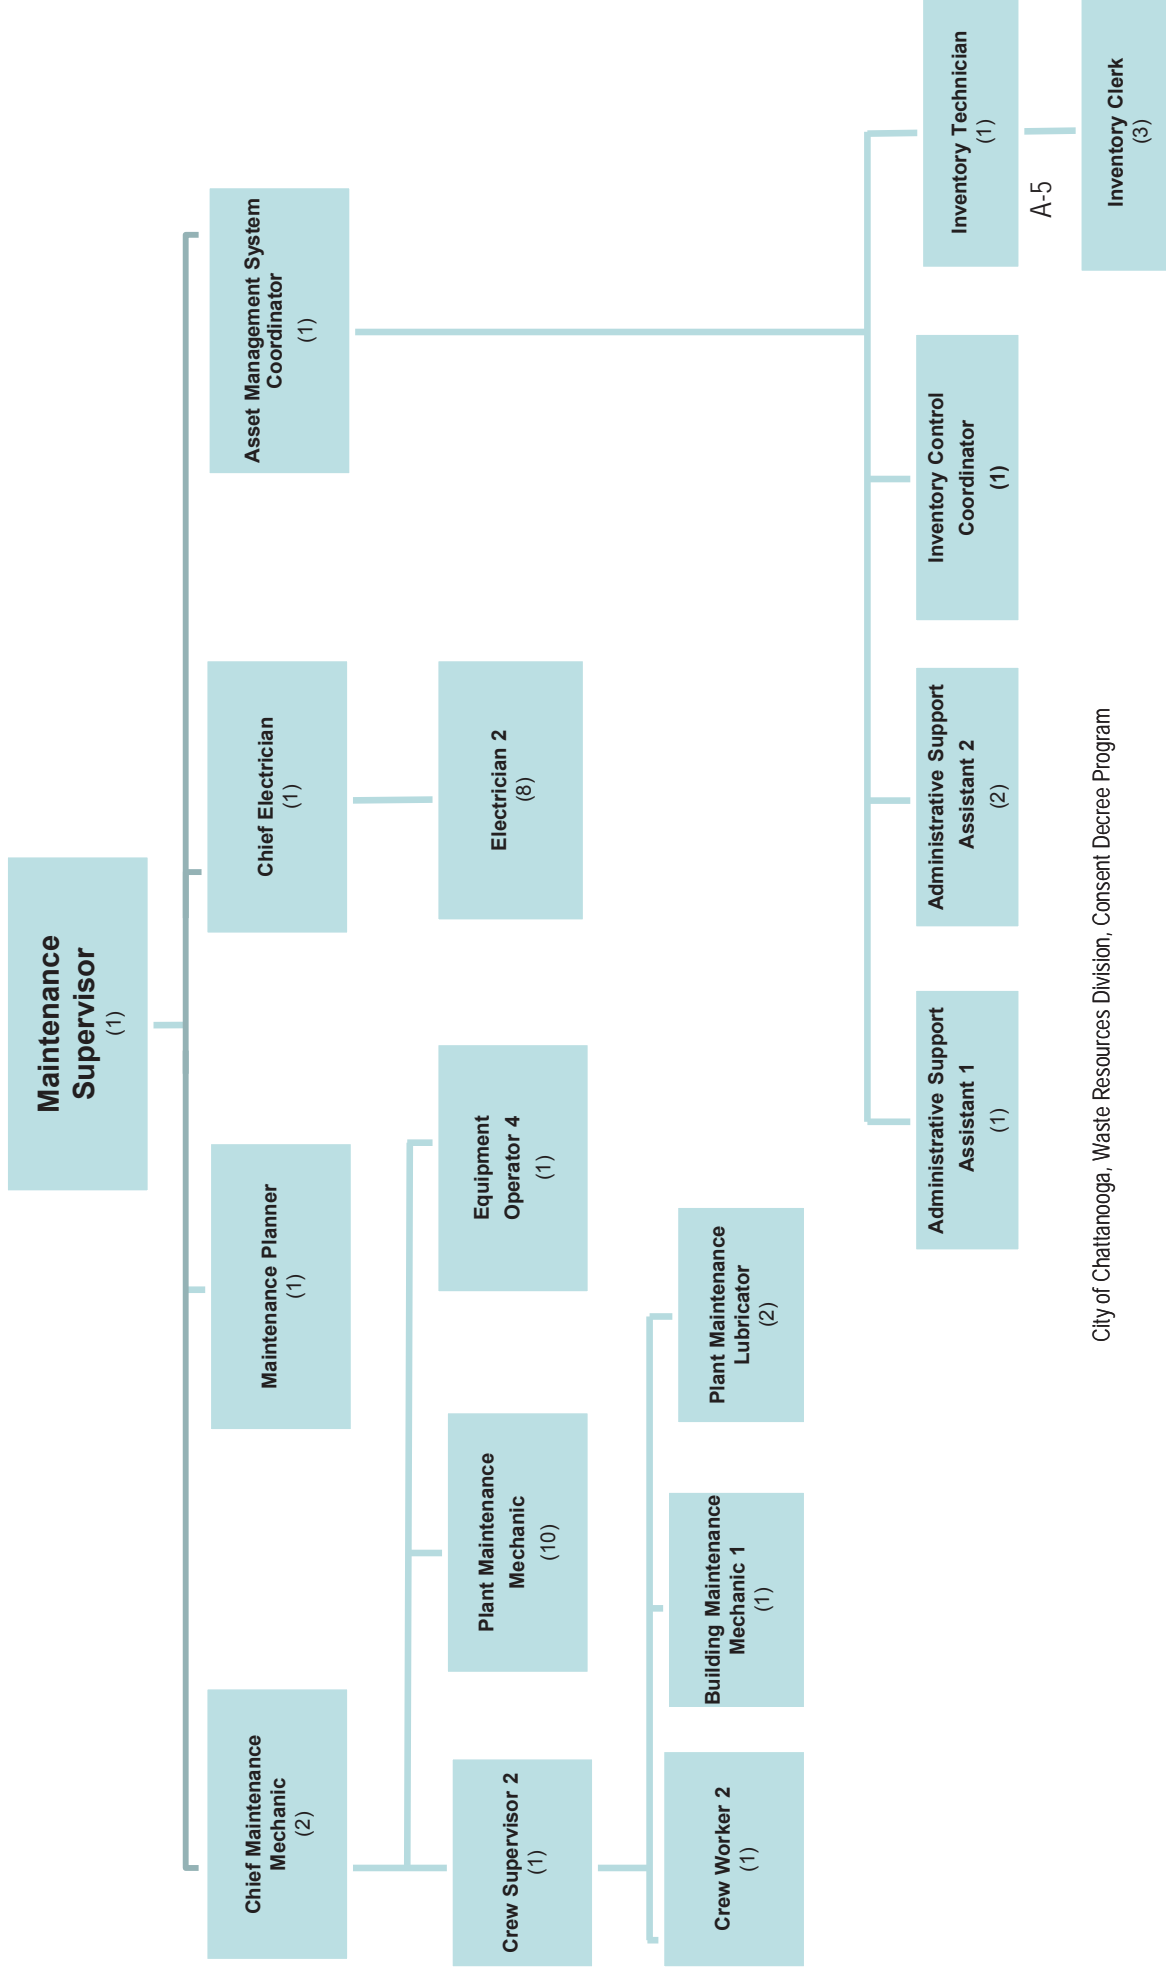 Maintenance
Supervisor
(1)
Chief Maintenance
Mechanic
(2)
Maintenance Planner
(1)
Chief Electrician
(1)
Asset Management System
Coordinator
(1)
Crew Supervisor 2
(1)
Plant Maintenance
Mechanic
(10)
Equipment
Operator 4
(1)
Electrician 2
(8)
Crew Worker 2
(1)
Building Maintenance
Mechanic 1
(1)
Plant Maintenance
Lubricator
(2)
Administrative Support
Assistant 1
(1)
Administrative Support
Assistant 2
(2)
Inventory Control
Coordinator
(1)
Inventory Technician
(1)
A-5
Inventory Clerk
(3)
City of Chattanooga, Waste Resources Division, Consent Decree Program